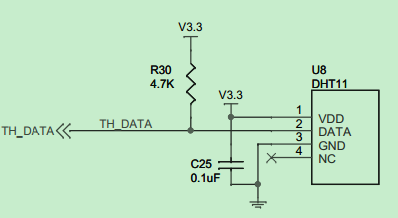 V3.3
R30
4.7K
U8
DHT11
V3.3
1
VDD
TH_DATA
TH_DATA
2
DATA
3
GND
4
NC
C25
0.1uF